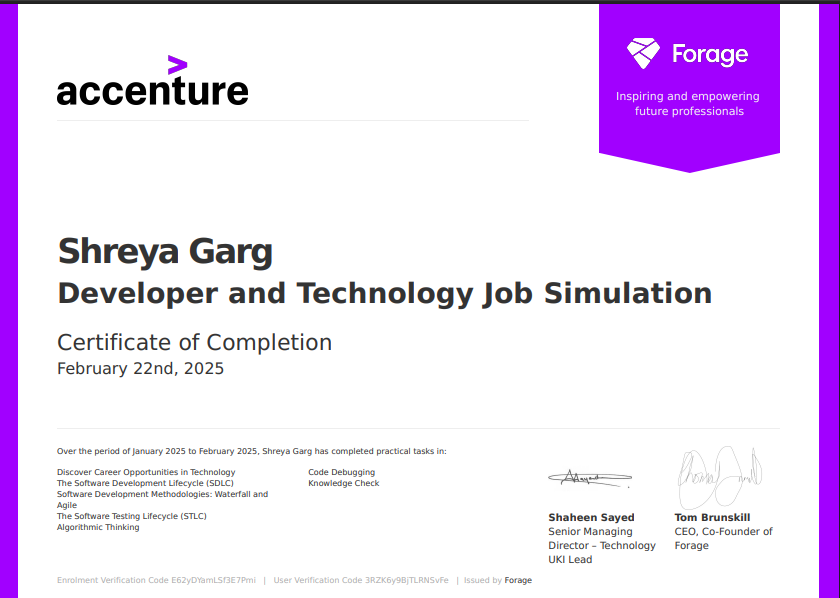 accenture
Forage
Inspiring and empowering
future professionals
Shreya Garg
Developer and Technology Job Simulation
Certificate of Completion
February 22nd, 2025
Over the period of January 2025 to February 2025, Shreya Garg has completed practical tasks in:
Discover Career Opportunities in Technology
The Software Development Lifecycle (SDLC)
Software Development Methodologies: Waterfall and
Agile
The Software Testing Lifecycle (STLC)
Algorithmic Thinking
Code Debugging
Knowledge Check
Shaheen Sayed
Senior Managing
Director – Technology
UKI Lead
Tom Brunskill
CEO, Co-Founder of
Forage
Enrolment Verification Code E62yDYamLSf3E7Pmi | User Verification Code 3RZK6y9BjTLRNSvFe | Issued by Forage